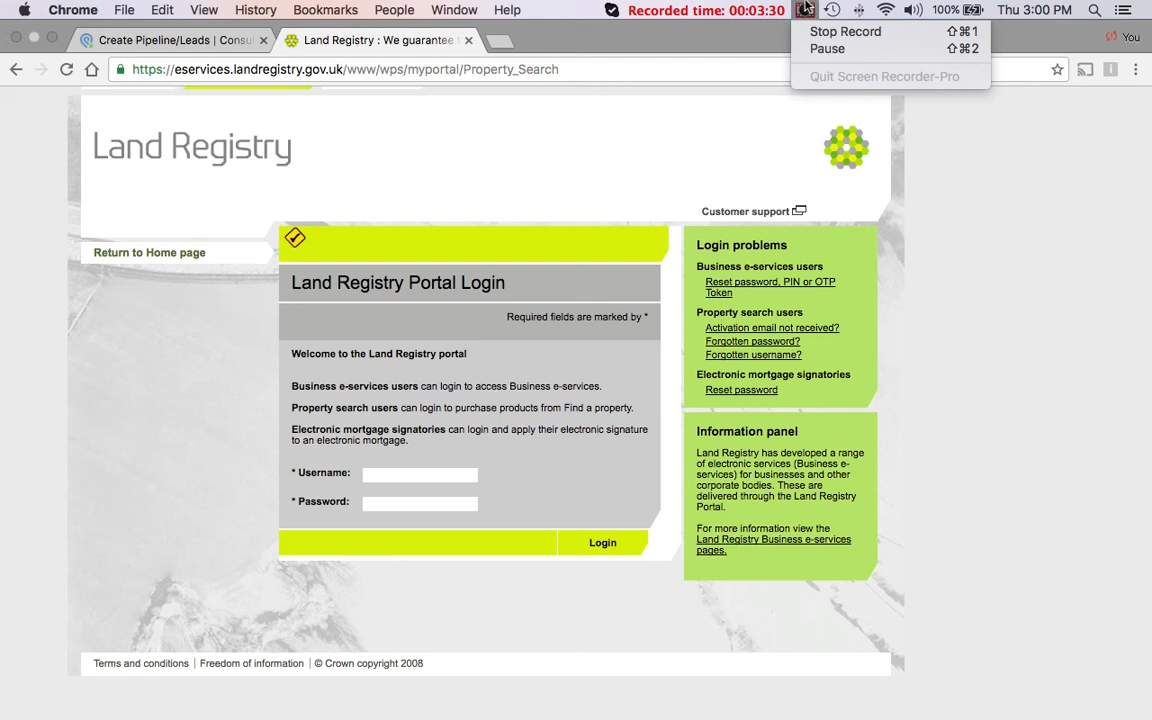 Chrome File Edit View History Bookmarks People Window Help Recorded time: 00:03:30 100% Thu 3:00 PM
Stop Record ⇧⌘1
Pause ⇧⌘2
Quit Screen Recorder-Pro
Create Pipeline/Leads | Consul
Land Registry : We guarantee
You
https://eservices.landregistry.gov.uk/www/wps/myportal/Property_Search
Land Registry
Customer support
Return to Home page
Land Registry Portal Login
Required fields are marked by *
Welcome to the Land Registry portal
Business e-services users can login to access Business e-services.
Property search users can login to purchase products from Find a property.
Electronic mortgage signatories can login and apply their electronic signature
to an electronic mortgage.
* Username:
* Password:
Login
Login problems
Business e-services users
Reset password, PIN or OTP
Token
Property search users
Activation email not received?
Forgotten password?
Forgotten username?
Electronic mortgage signatories
Reset password
Information panel
Land Registry has developed a range
of electronic services (Business e-
services) for businesses and other
corporate bodies. These are
delivered through the Land Registry
Portal.
For more information view the
Land Registry Business e-services
pages.
Terms and conditions | Freedom of information | © Crown copyright 2008